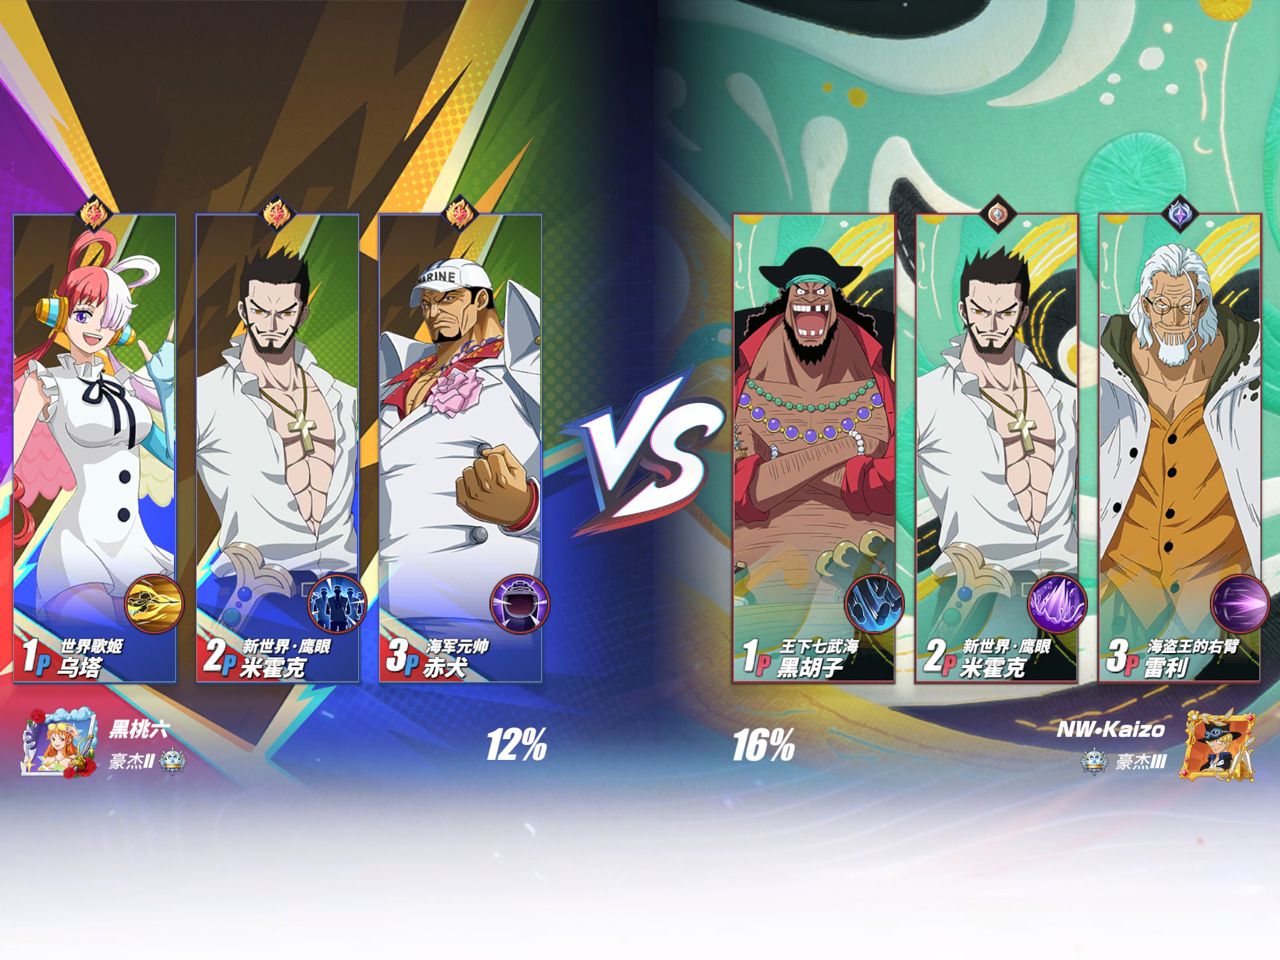 MARINE
VS
1P 世界歌姬
乌塔
2P 新世界·鹰眼
米霍克
3P 海军元帅
赤犬
1P 王下七武海
黑胡子
2P 新世界·鹰眼
米霍克
3P 海盗王的右臂
雷利
黑桃六
豪杰II
12%
16%
NW•Kaizo
豪杰III